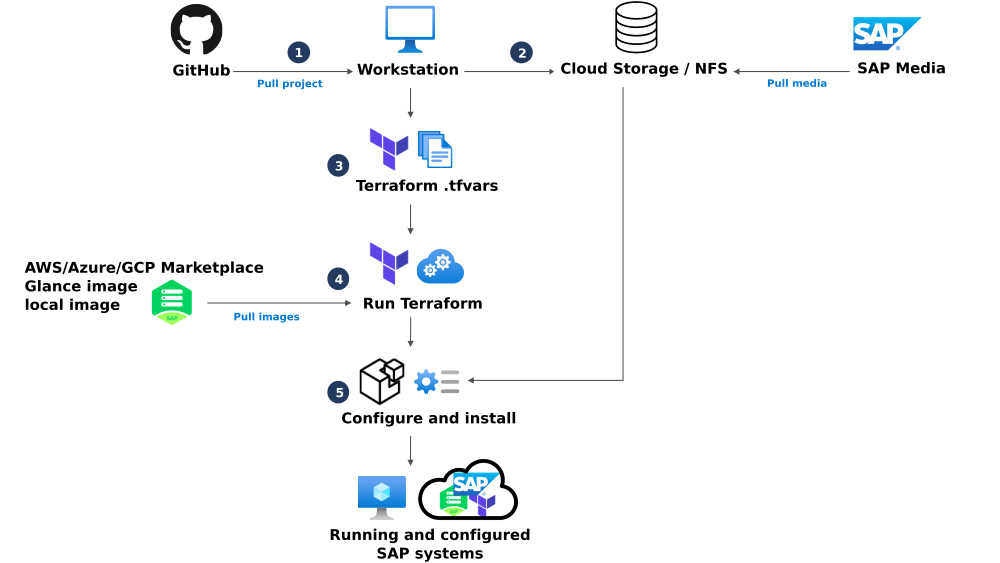 SAP
1
2
GitHub
Workstation
Cloud Storage / NFS
SAP Media
Pull project
Pull media
3
Terraform .tfvars
AWS/Azure/GCP Marketplace
Glance image
local image
SAP
4
Pull images
Run Terraform
5
Configure and install
SAP
SAP
Running and configured
SAP systems